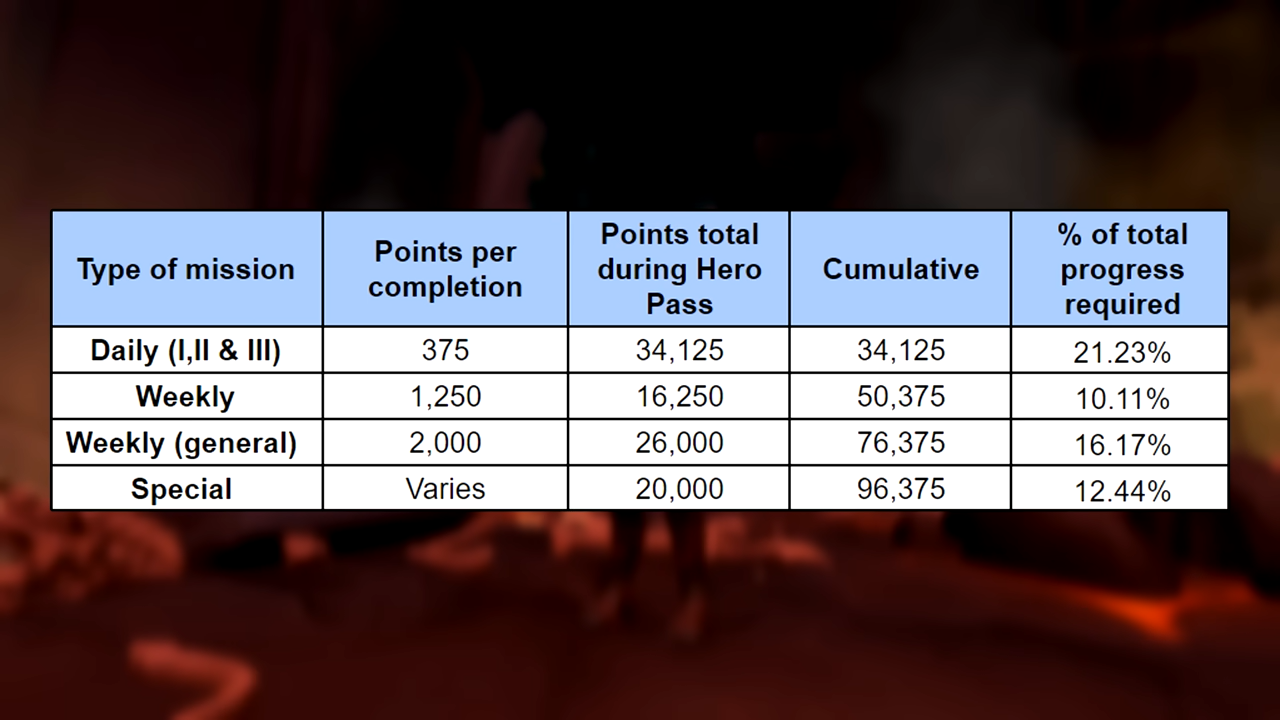 Type of mission
Points per
completion
Points total
during Hero
Pass
Cumulative
% of total
progress
required
Daily (I,II & III)
375
34,125
34,125
21.23%
Weekly
1,250
16,250
50,375
10.11%
Weekly (general)
2,000
26,000
76,375
16.17%
Special
Varies
20,000
96,375
12.44%